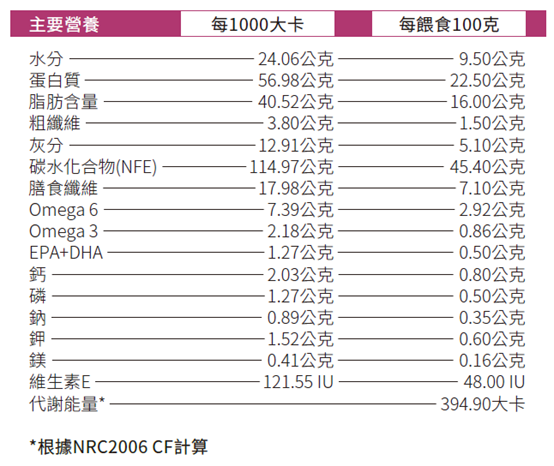 主要營養 每1000大卡 每餵食100克
水分 24.06公克 9.50公克
蛋白質 56.98公克 22.50公克
脂肪含量 40.52公克 16.00公克
粗纖維 3.80公克 1.50公克
灰分 12.91公克 5.10公克
碳水化合物(NFE) 114.97公克 45.40公克
膳食纖維 17.98公克 7.10公克
Omega 6 7.39公克 2.92公克
Omega 3 2.18公克 0.86公克
EPA+DHA 1.27公克 0.50公克
鈣 2.03公克 0.80公克
磷 1.27公克 0.50公克
鈉 0.89公克 0.35公克
鉀 1.52公克 0.60公克
鎂 0.41公克 0.16公克
維生素E 121.55 IU 48.00 IU
代謝能量* 394.90大卡
*根據NRC2006 CF計算